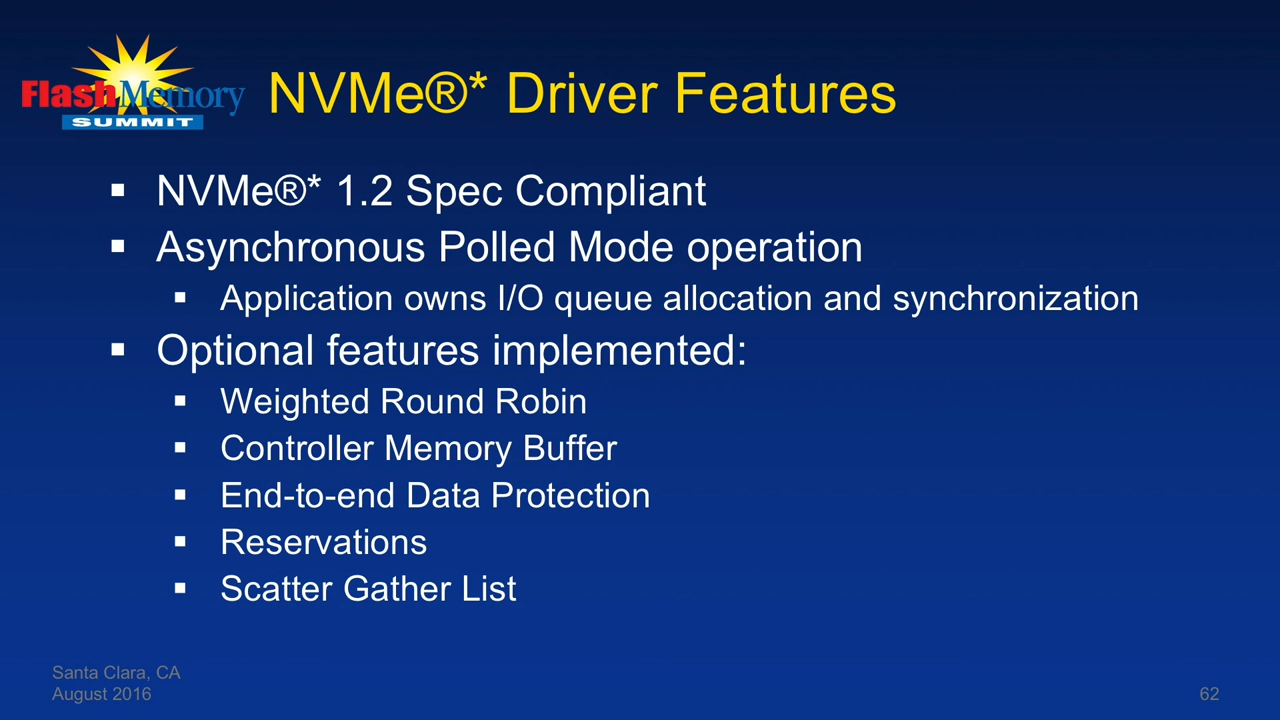 FlashMemory
SUMMIT
NVMe®* Driver Features
▪ NVMe®* 1.2 Spec Compliant
▪ Asynchronous Polled Mode operation
▪ Application owns I/O queue allocation and synchronization
▪ Optional features implemented:
▪ Weighted Round Robin
▪ Controller Memory Buffer
▪ End-to-end Data Protection
▪ Reservations
▪ Scatter Gather List
Santa Clara, CA
August 2016
62